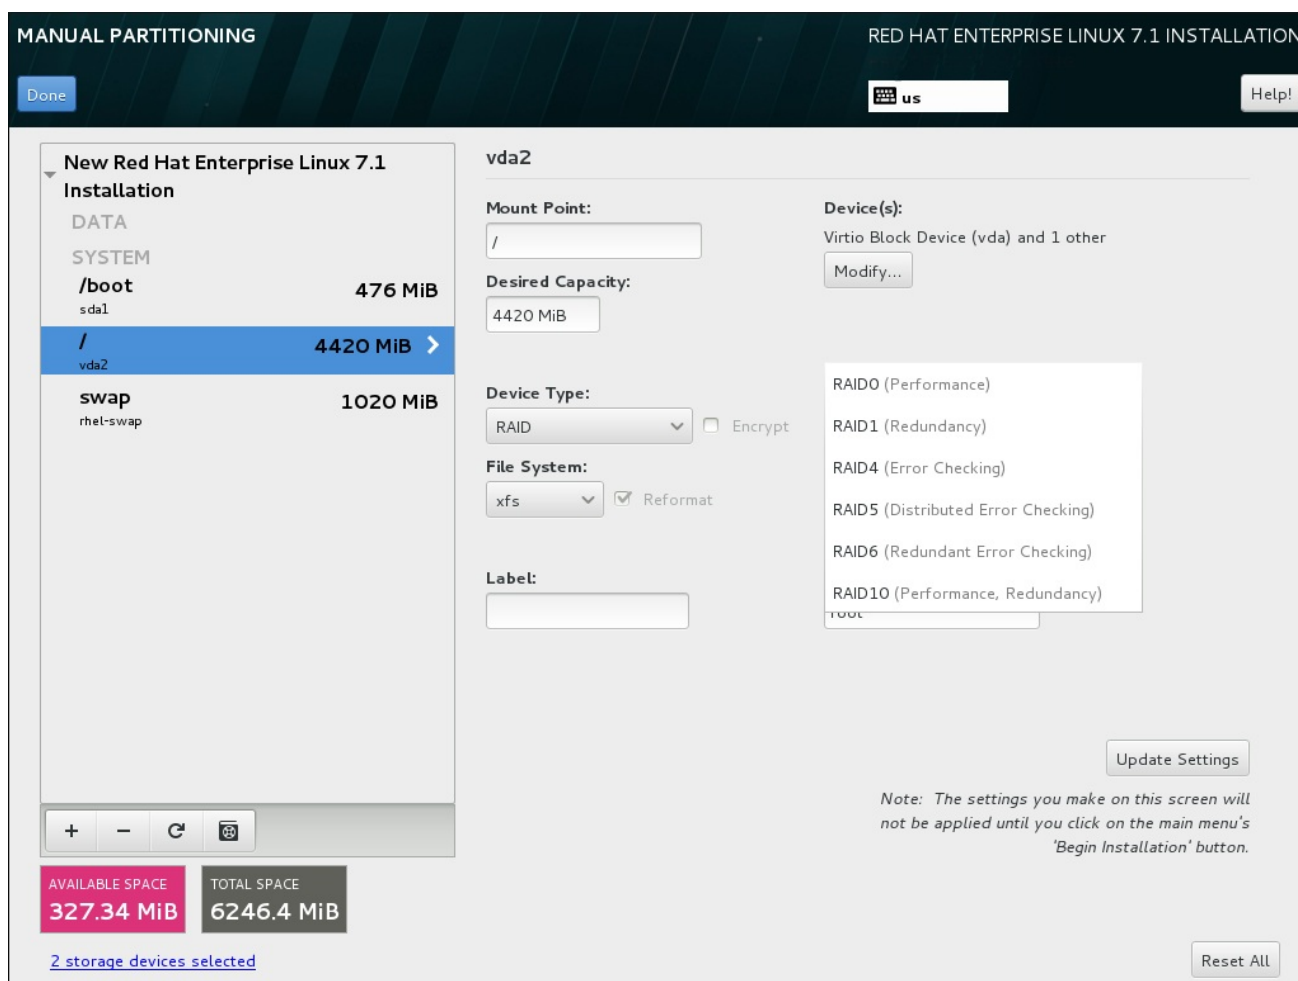 MANUAL PARTITIONING
RED HAT ENTERPRISE LINUX 7.1 INSTALLATION
Done
us
Help!
New Red Hat Enterprise Linux 7.1
Installation
DATA
SYSTEM
/boot
476 MiB
sda1
/
4420 MiB
vda2
swap
1020 MiB
rhel-swap
vda2
Mount Point:
/
Desired Capacity:
4420 MiB
Device(s):
Virtio Block Device (vda) and 1 other
Modify...
Device Type:
RAID
Encrypt
File System:
xfs
Reformat
Label:
RAID0 (Performance)
RAID1 (Redundancy)
RAID4 (Error Checking)
RAID5 (Distributed Error Checking)
RAID6 (Redundant Error Checking)
RAID10 (Performance, Redundancy)
root
Update Settings
Note: The settings you make on this screen will
not be applied until you click on the main menu's
'Begin Installation' button.
+ −
AVAILABLE SPACE
327.34 MiB
TOTAL SPACE
6246.4 MiB
2 storage devices selected
Reset All